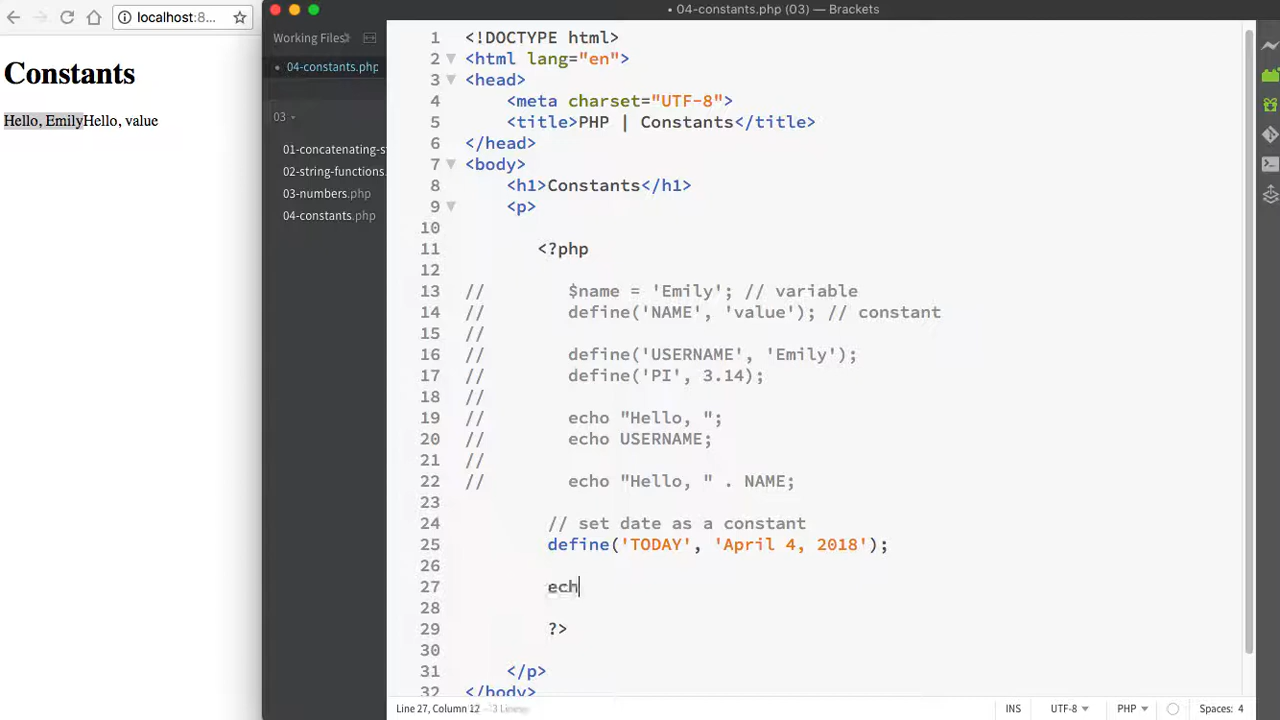 localhost:8...
Constants
Hello, EmilyHello, value
• 04-constants.php (03) — Brackets
Working Files
• 04-constants.php
03
01-concatenating-s
02-string-functions.
03-numbers.php
04-constants.php
1 <!DOCTYPE html>
2 <html lang="en">
3 <head>
4 <meta charset="UTF-8">
5 <title>PHP | Constants</title>
6 </head>
7 <body>
8 <h1>Constants</h1>
9 <p>
10
11 <?php
12
13 // $name = 'Emily'; // variable
14 // define('NAME', 'value'); // constant
15 //
16 // define('USERNAME', 'Emily');
17 // define('PI', 3.14);
18 //
19 // echo "Hello, ";
20 // echo USERNAME;
21 //
22 // echo "Hello, " . NAME;
23
24 // set date as a constant
25 define('TODAY', 'April 4, 2018');
26
27 ech
28
29 ?>
30
31 </p>
32 </body>
Line 27, Column 12
INS UTF-8 PHP Spaces: 4